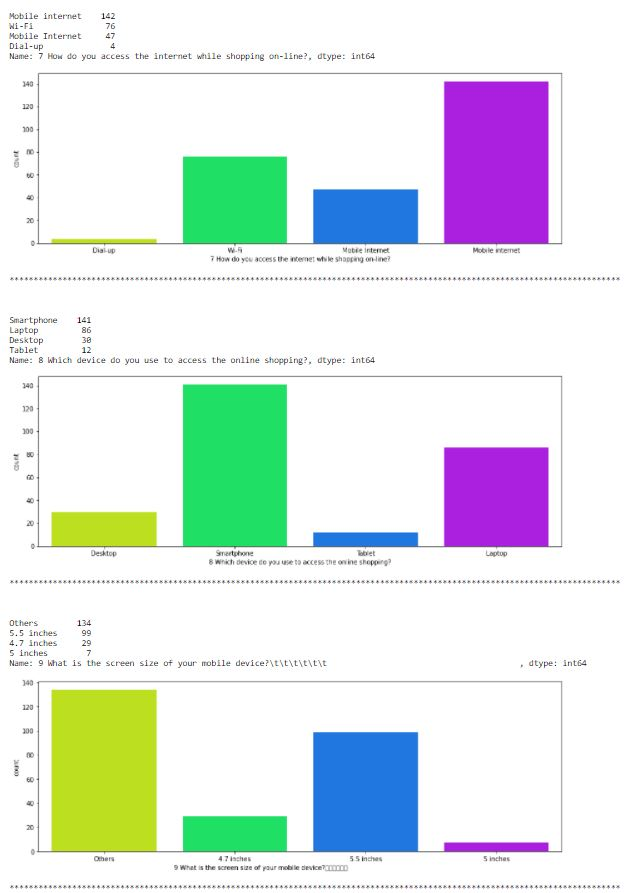 Mobile internet    142
Wi-Fi               76
Mobile Internet     47
Dial-up              4
Name: 7 How do you access the internet while shopping on-line?, dtype: int64
140
120
100
80
60
40
20
0
count
Dial-up    Wi-Fi    Mobile Internet    Mobile internet
7 How do you access the internet while shopping on-line?
*******************************************************************************************************************************
Smartphone    141
Laptop         86
Desktop        30
Tablet         12
Name: 8 Which device do you use to access the online shopping?, dtype: int64
140
120
100
80
60
40
20
0
count
Desktop    Smartphone    Tablet    Laptop
8 Which device do you use to access the online shopping?
*******************************************************************************************************************************
Others        134
5.5 inches     99
4.7 inches     29
5 inches        7
Name: 9 What is the screen size of your mobile device?\t\t\t\t\t\t                                        , dtype: int64
140
120
100
80
60
40
20
0
count
Others    4.7 inches    5.5 inches    5 inches
9 What is the screen size of your mobile device?□□□□□□
*******************************************************************************************************************************